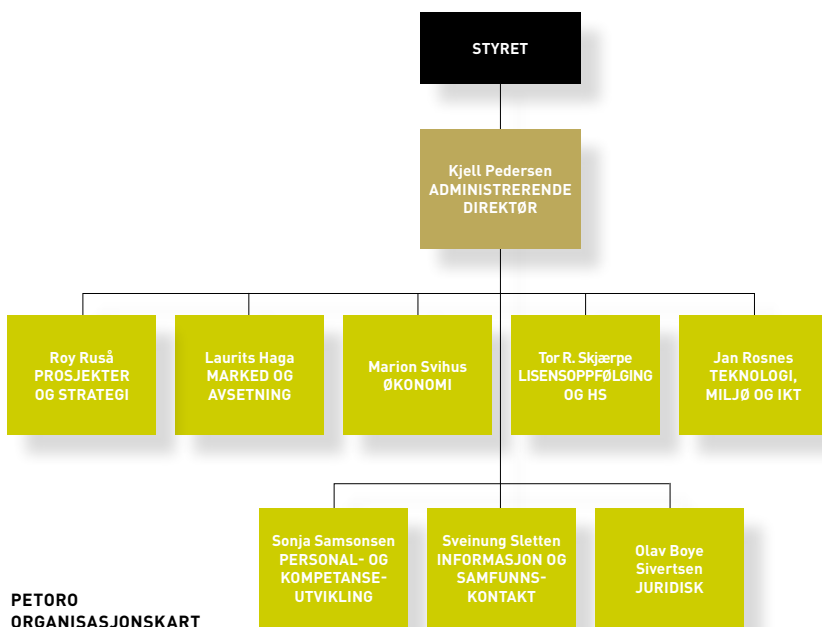 STYRET
Kjell Pedersen
ADMINISTRERENDE
DIREKTØR
Roy Ruså
PROSJEKTER
OG STRATEGI
Laurits Haga
MARKED OG
AVSETNING
Marion Svihus
ØKONOMI
Tor R. Skjærpe
LISENSOPPFØLGING
OG HS
Jan Rosnes
TEKNOLOGI,
MILJØ OG IKT
Sonja Samsonsen
PERSONAL- OG
KOMPETANSE-
UTVIKLING
Sveinung Sletten
INFORMASJON OG
SAMFUNNS-
KONTAKT
Olav Boye
Sivertsen
JURIDISK
PETORO
ORGANISASJONSKART